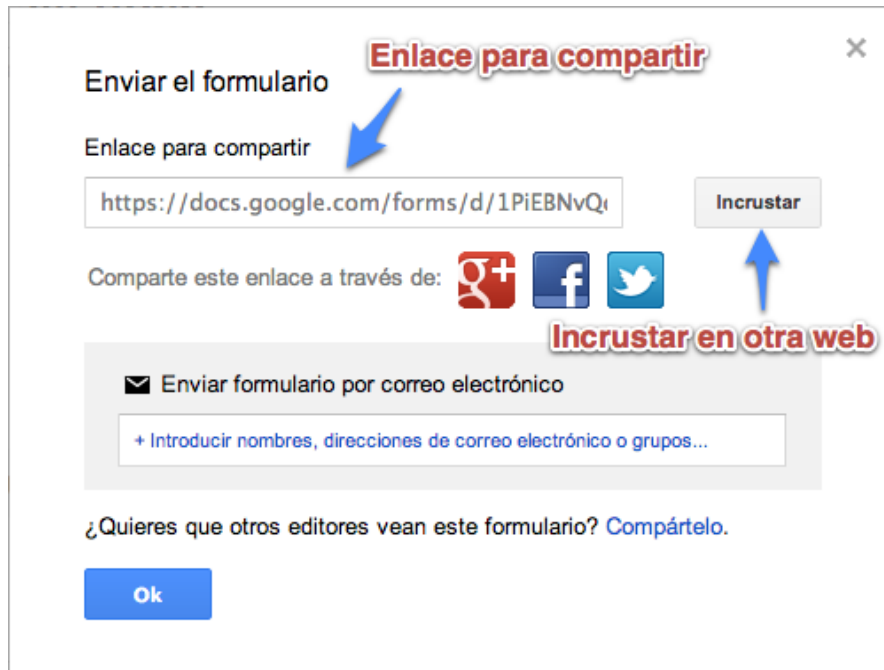 Enlace para compartir
Enviar el formulario
Enlace para compartir
https://docs.google.com/forms/d/1PiEBNvQ
Incrustar
Comparte este enlace a través de:
g+
f
Incrustar en otra web
Enviar formulario por correo electrónico
+ Introducir nombres, direcciones de correo electrónico o grupos...
¿Quieres que otros editores vean este formulario? Compártelo.
Ok